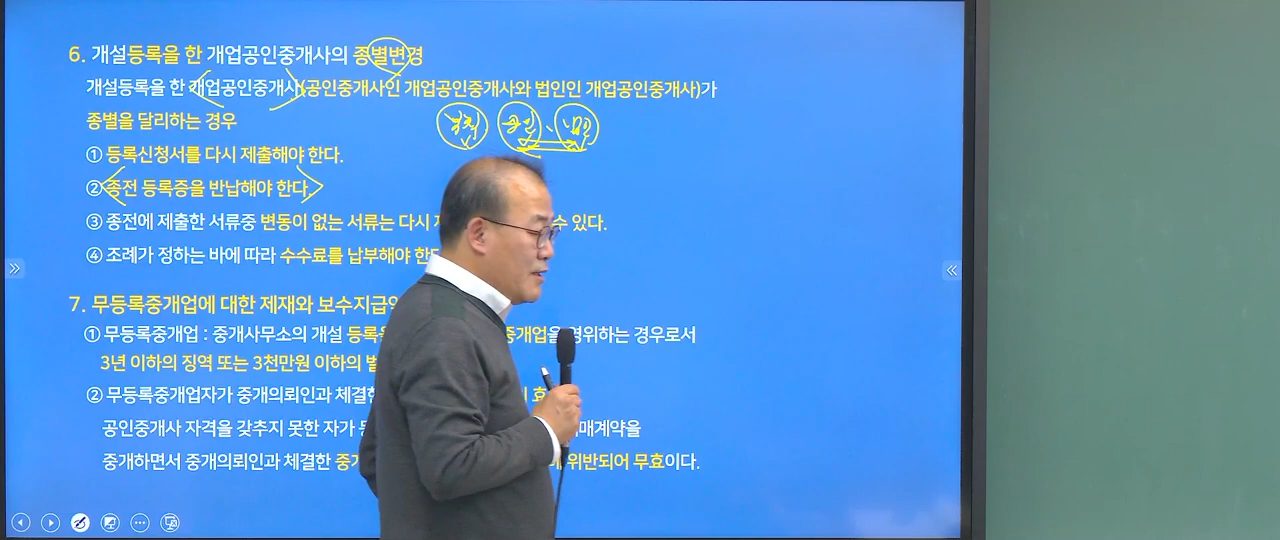 6. 개설등록을 한 개업공인중개사의 종별변경
개설등록을 한 개업공인중개사(공인중개사인 개업공인중개사와 법인인 개업공인중개사)가
종별을 달리하는 경우
공인, 법인
① 등록신청서를 다시 제출해야 한다.
② 종전 등록증을 반납해야 한다.
③ 종전에 제출한 서류중 변동이 없는 서류는 다시 수 있다.
④ 조례가 정하는 바에 따라 수수료를 납부해야 한다
7. 무등록중개업에 대한 제재와 보수지급
① 무등록중개업 : 중개사무소의 개설 등록 중개업을 경위하는 경우로서
3년 이하의 징역 또는 3천만원 이하의
② 무등록중개업자가 중개의뢰인과 체결한
공인중개사 자격을 갖추지 못한 자가 매매계약을
중개하면서 중개의뢰인과 체결한 위반되어 무효이다.